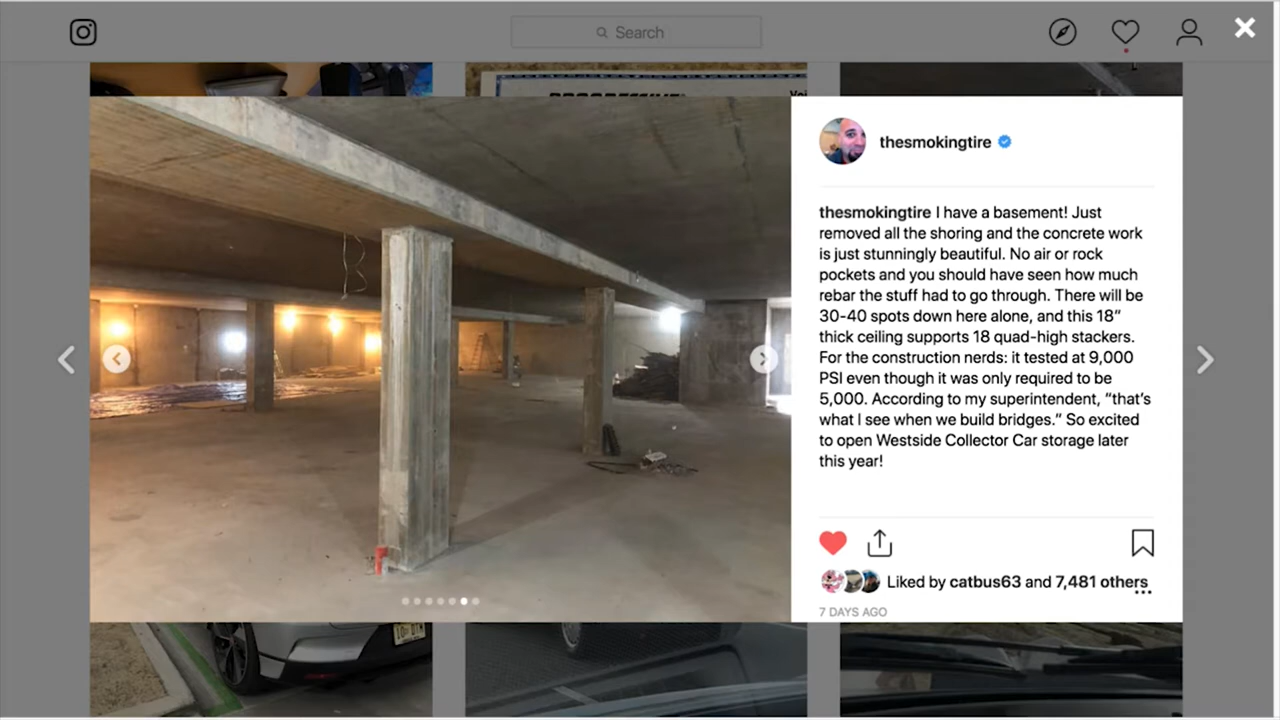 Search
PROGRESSIVE
thesmokingtire
thesmokingtire I have a basement! Just
removed all the shoring and the concrete work
is just stunningly beautiful. No air or rock
pockets and you should have seen how much
rebar the stuff had to go through. There will be
30-40 spots down here alone, and this 18”
thick ceiling supports 18 quad-high stackers.
For the construction nerds: it tested at 9,000
PSI even though it was only required to be
5,000. According to my superintendent, “that’s
what I see when we build bridges.” So excited
to open Westside Collector Car storage later
this year!
Liked by catbus63 and 7,481 others
7 DAYS AGO